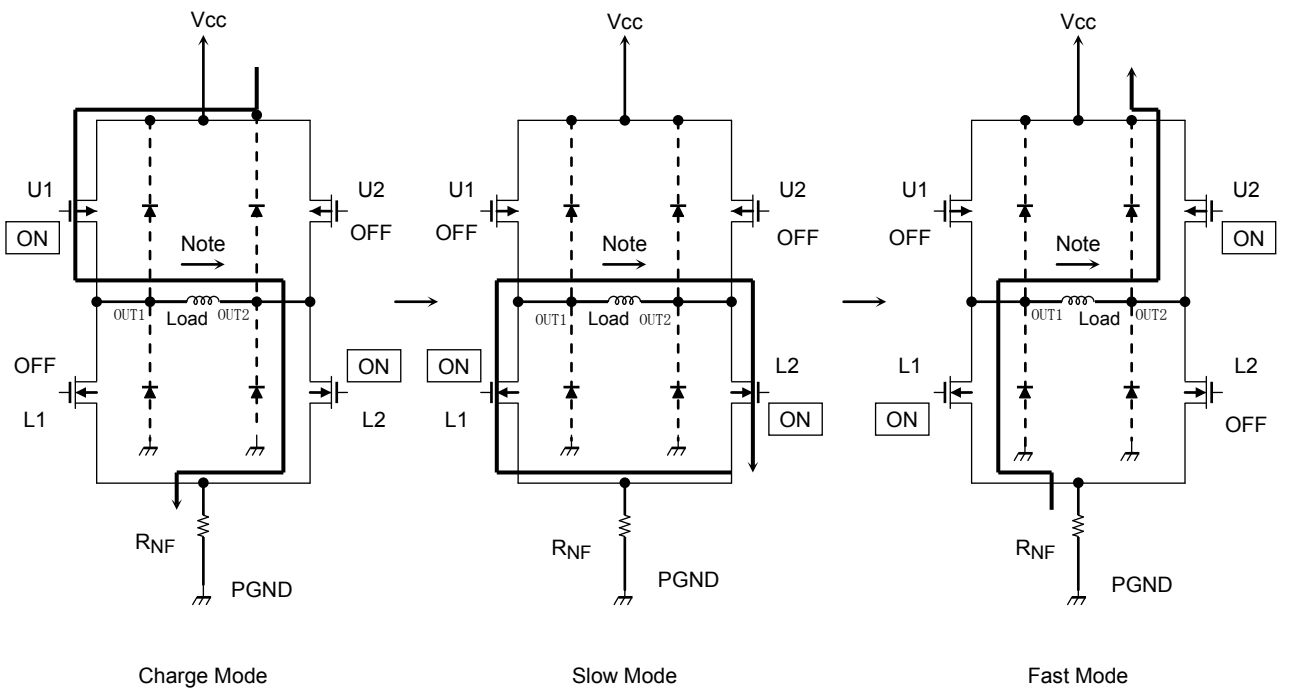 Vcc
U1
ON
U2
OFF
Note
OUT1
Load
OUT2
OFF
L1
ON
L2
RNF
PGND
Charge Mode
Vcc
U1
OFF
U2
OFF
Note
OUT1
Load
OUT2
ON
L1
L2
ON
RNF
PGND
Slow Mode
Vcc
U1
OFF
U2
ON
Note
OUT1
Load
OUT2
L1
ON
L2
OFF
RNF
PGND
Fast Mode